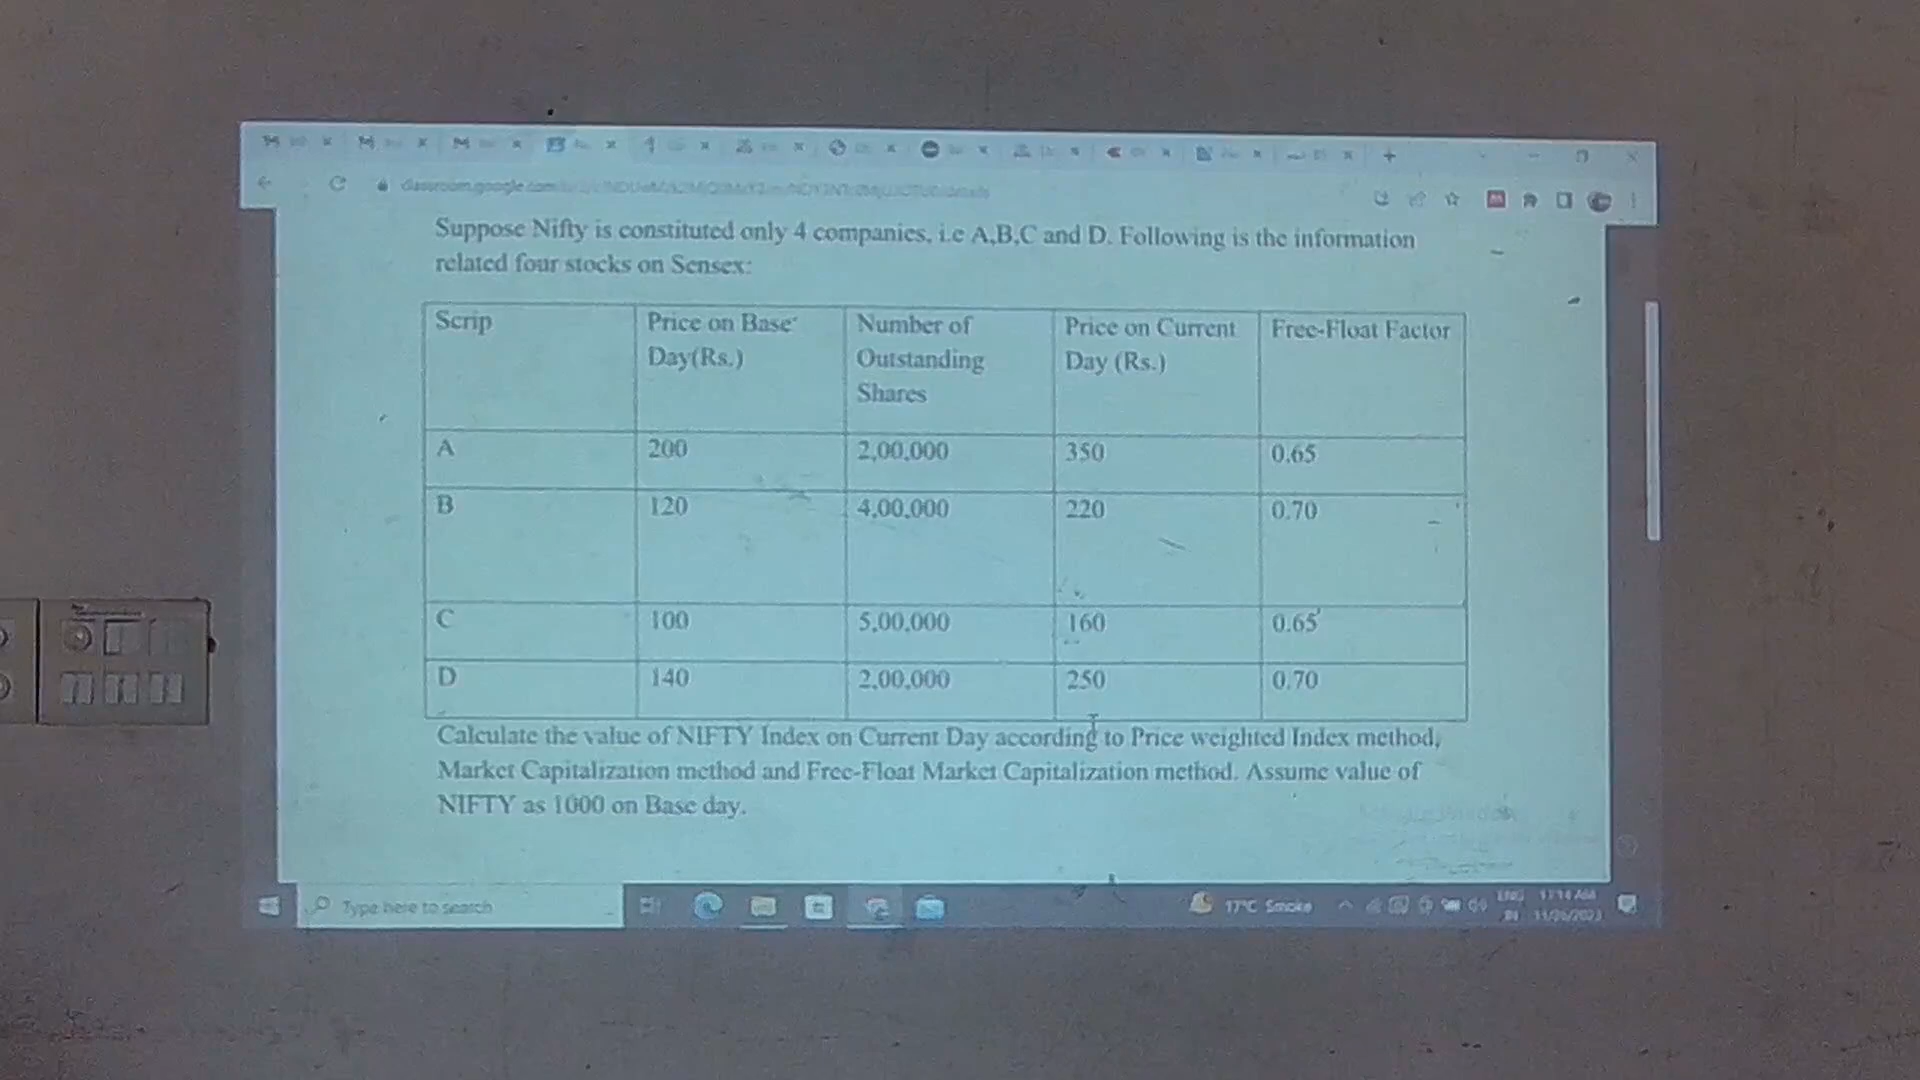 Suppose Nifty is constituted only 4 companies, i.e A,B,C and D. Following is the information
related four stocks on Sensex:
Scrip
Price on Base
Day(Rs.)
Number of
Outstanding
Shares
Price on Current
Day (Rs.)
Free-Float Factor
A 200 2,00,000 350 0.65
B 120 4,00,000 220 0.70
C 100 5,00,000 160 0.65
D 140 2,00,000 250 0.70
Calculate the value of NIFTY Index on Current Day according to Price weighted Index method,
Market Capitalization method and Free-Float Market Capitalization method. Assume value of
NIFTY as 1000 on Base day.
Type here to search
17°C Smoke
ENG 11:14 AM
IN